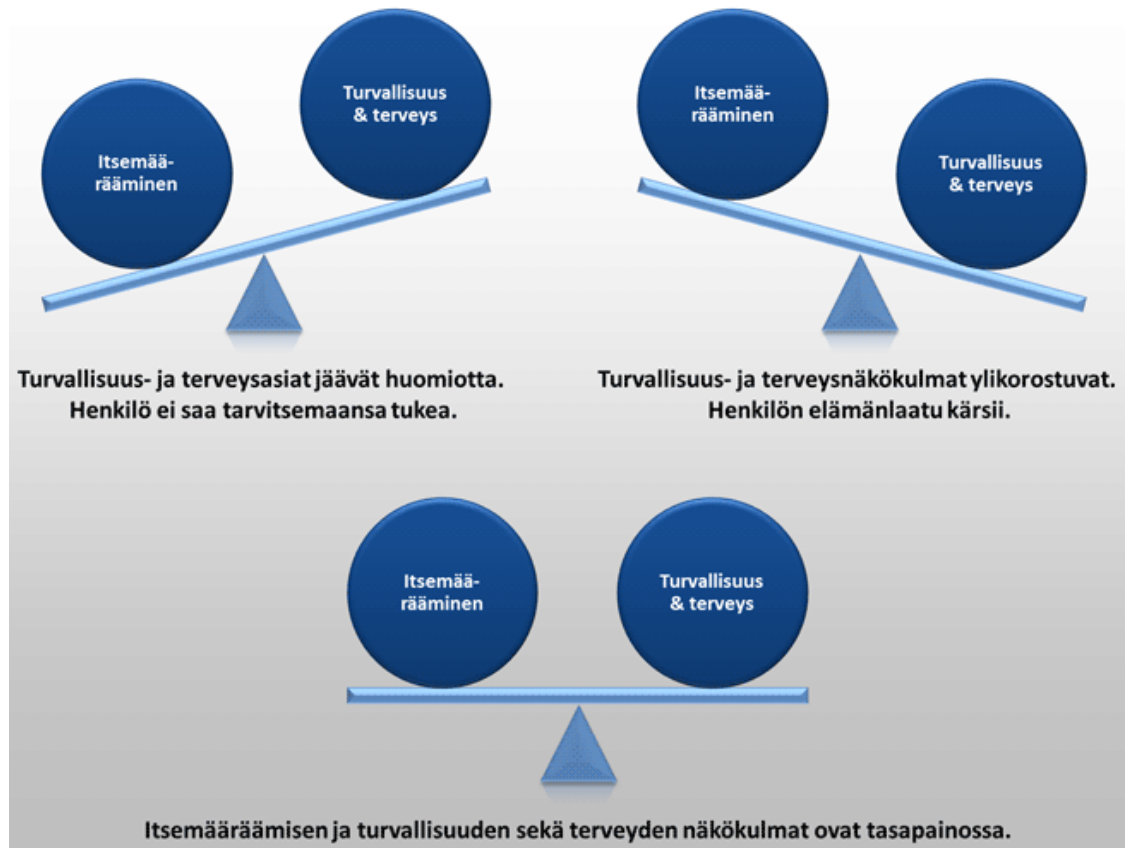 Itsemää-
rääminen
Turvallisuus
& terveys
Turvallisuus- ja terveysasiat jäävät huomiotta.
Henkilö ei saa tarvitsemaansa tukea.
Itsemää-
rääminen
Turvallisuus
& terveys
Turvallisuus- ja terveysnäkökulmat ylikorostuvat.
Henkilön elämänlaatu kärsii.
Itsemää-
rääminen
Turvallisuus
& terveys
Itsemääräämisen ja turvallisuuden sekä terveyden näkökulmat ovat tasapainossa.